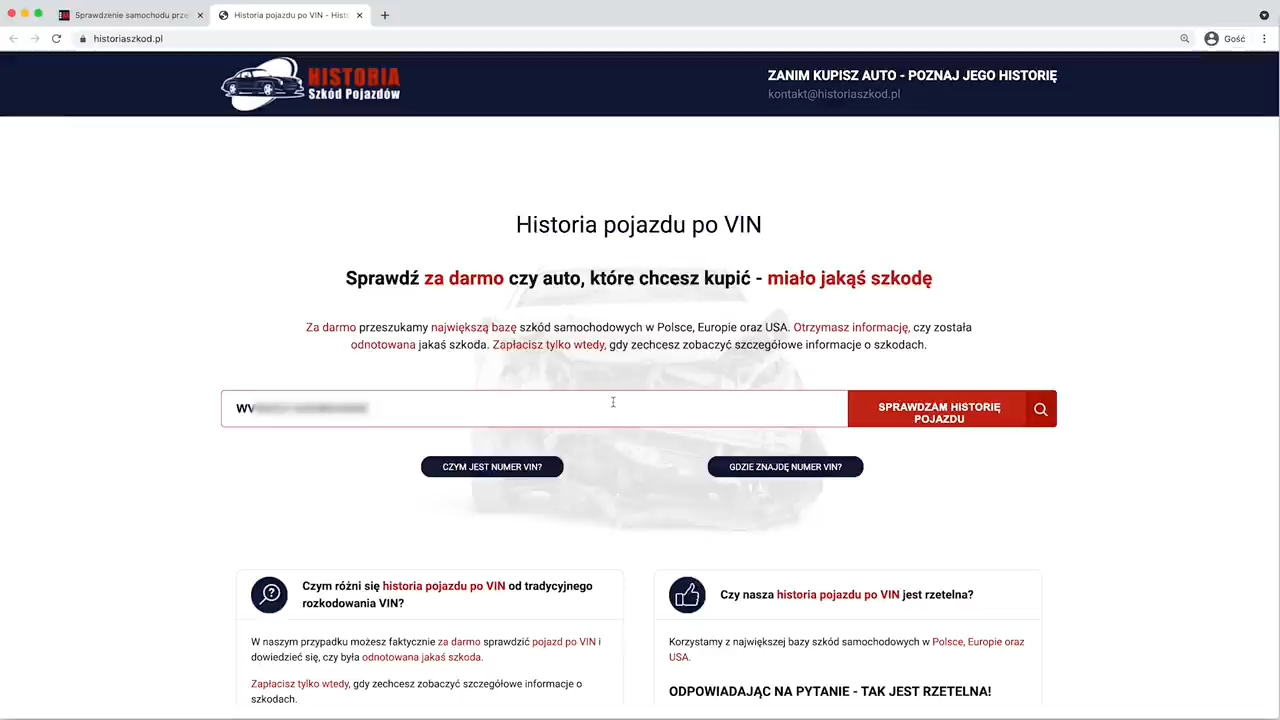 Sprawdzenie samochodu prze
Historia pojazdu po VIN - Hist
historiaszkod.pl
Gość
HISTORIA
Szkód Pojazdów
ZANIM KUPISZ AUTO - POZNAJ JEGO HISTORIĘ
kontakt@historiaszkod.pl
Historia pojazdu po VIN
Sprawdź za darmo czy auto, które chcesz kupić - miało jakąś szkodę
Za darmo przeszukamy największą bazę szkód samochodowych w Polsce, Europie oraz USA. Otrzymasz informację, czy została
odnotowana jakaś szkoda. Zapłacisz tylko wtedy, gdy zechcesz zobaczyć szczegółowe informacje o szkodach.
WV
SPRAWDZAM HISTORIĘ
POJAZDU
CZYM JEST NUMER VIN?
GDZIE ZNAJDĘ NUMER VIN?
Czym różni się historia pojazdu po VIN od tradycyjnego
rozkodowania VIN?
W naszym przypadku możesz faktycznie za darmo sprawdzić pojazd po VIN i
dowiedzieć się, czy była odnotowana jakaś szkoda.
Zapłacisz tylko wtedy, gdy zechcesz zobaczyć szczegółowe informacje o
szkodach.
Czy nasza historia pojazdu po VIN jest rzetelna?
Korzystamy z największej bazy szkód samochodowych w Polsce, Europie oraz
USA.
ODPOWIADAJĄC NA PYTANIE - TAK JEST RZETELNA!